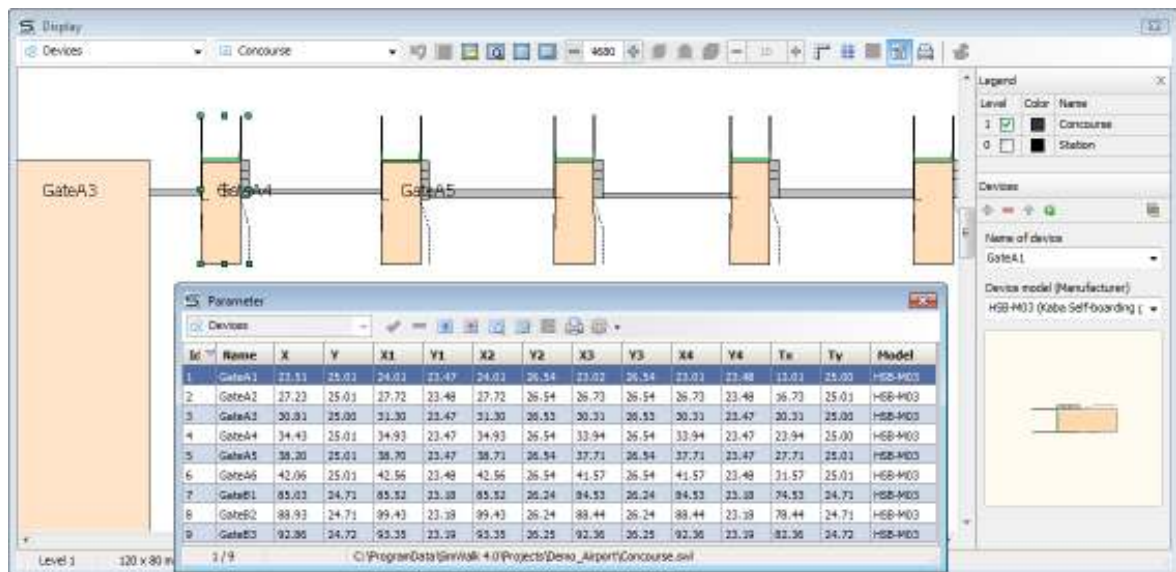 Display
Devices Concourse 4680 10
Legend
Level Color Name
1 Concourse
0 Station
GateA3 GateA4 GateA5
Devices
Name of device
GateA1
Device model (Manufacturer)
HSB-M03 (Kaba Self-boarding
Parameter
Devices
Id Name X Y X1 Y1 X2 Y2 X3 Y3 X4 Y4 Tx Ty Model
1 GateA1 23.51 25.01 24.01 23.47 24.01 26.54 23.02 26.54 23.01 23.48 13.01 25.00 HSB-M03
2 GateA2 27.23 25.01 27.72 23.48 27.72 26.54 26.73 26.54 26.73 23.48 16.73 25.01 HSB-M03
3 GateA3 30.81 25.00 31.30 23.47 31.30 26.53 30.31 26.53 30.31 23.47 20.31 25.00 HSB-M03
4 GateA4 34.43 25.01 34.93 23.47 34.93 26.54 33.94 26.54 33.94 23.47 23.94 25.00 HSB-M03
5 GateA5 38.20 25.01 38.70 23.47 38.71 26.54 37.71 26.54 37.71 23.47 27.71 25.01 HSB-M03
6 GateA6 42.06 25.01 42.56 23.48 42.56 26.54 41.57 26.54 41.57 23.48 31.57 25.01 HSB-M03
7 GateB1 85.03 24.71 85.52 23.18 85.52 26.24 84.53 26.24 84.53 23.18 74.53 24.71 HSB-M03
8 GateB2 88.93 24.71 89.43 23.18 89.43 26.24 88.44 26.24 88.44 23.18 78.44 24.71 HSB-M03
9 GateB3 92.86 24.72 93.35 23.19 93.35 26.25 92.36 26.25 92.36 23.19 82.36 24.72 HSB-M03
1 / 9 C:\ProgramData\SimWalk 4.0\Projects\Demo_Airport\Concourse.swl
Level 1 120 x 80 m